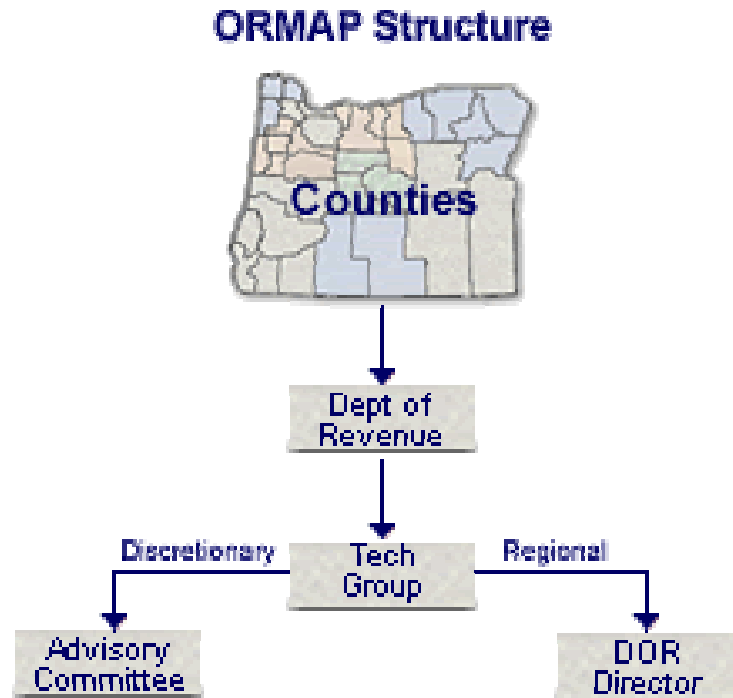 ORMAP Structure
Counties
Dept of
Revenue
Discretionary
Tech
Group
Regional
Advisory
Committee
DOR
Director